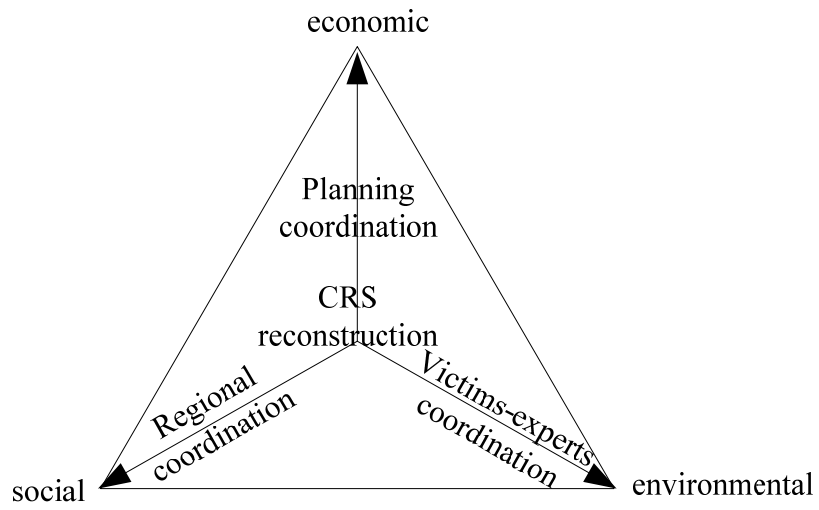 economic
Planning
coordination
CRS
reconstruction
Regional
coordination
Victims-experts
coordination
social
environmental